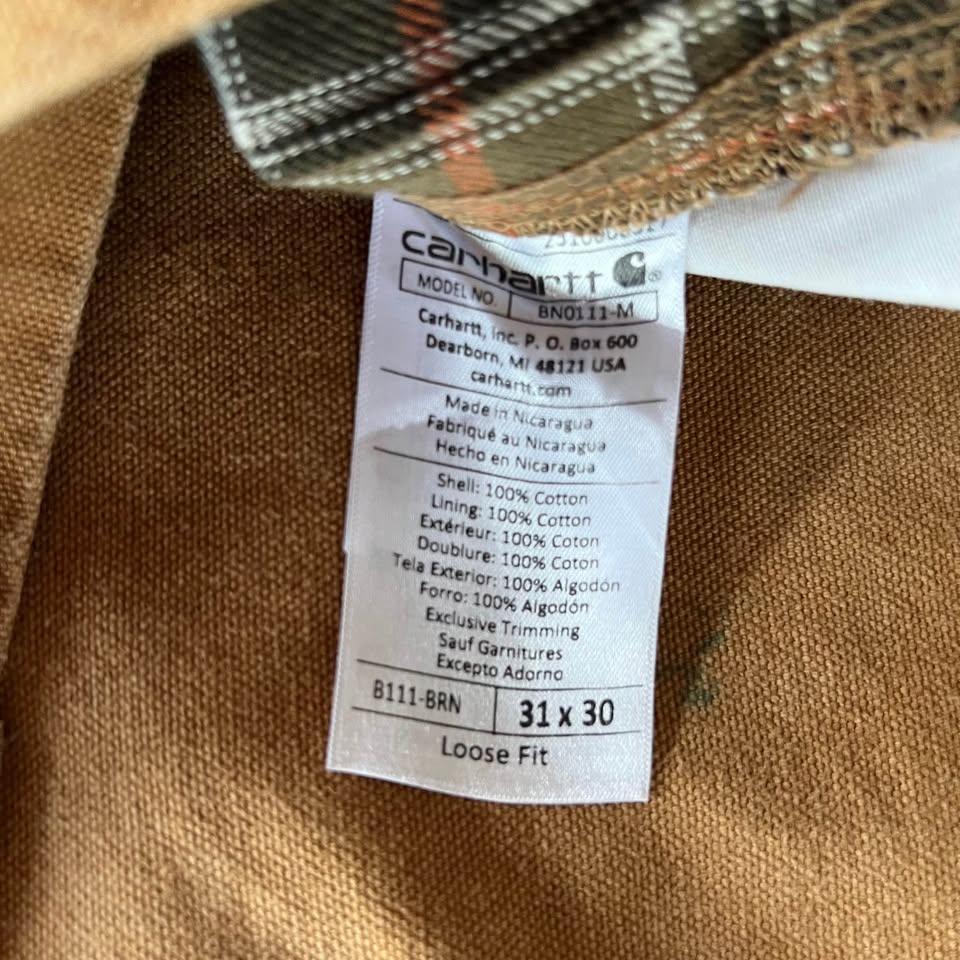 carhartt
MODEL NO. BN0111-M
Carhartt, Inc. P. O. Box 600
Dearborn, MI 48121 USA
carhartt.com
Made in Nicaragua
Fabriqué au Nicaragua
Hecho en Nicaragua
Shell: 100% Cotton
Lining: 100% Cotton
Extérieur: 100% Coton
Doublure: 100% Coton
Tela Exterior: 100% Algodón
Forro: 100% Algodón
Exclusive Trimming
Sauf Garnitures
Excepto Adorno
B111-BRN 31 x 30
Loose Fit